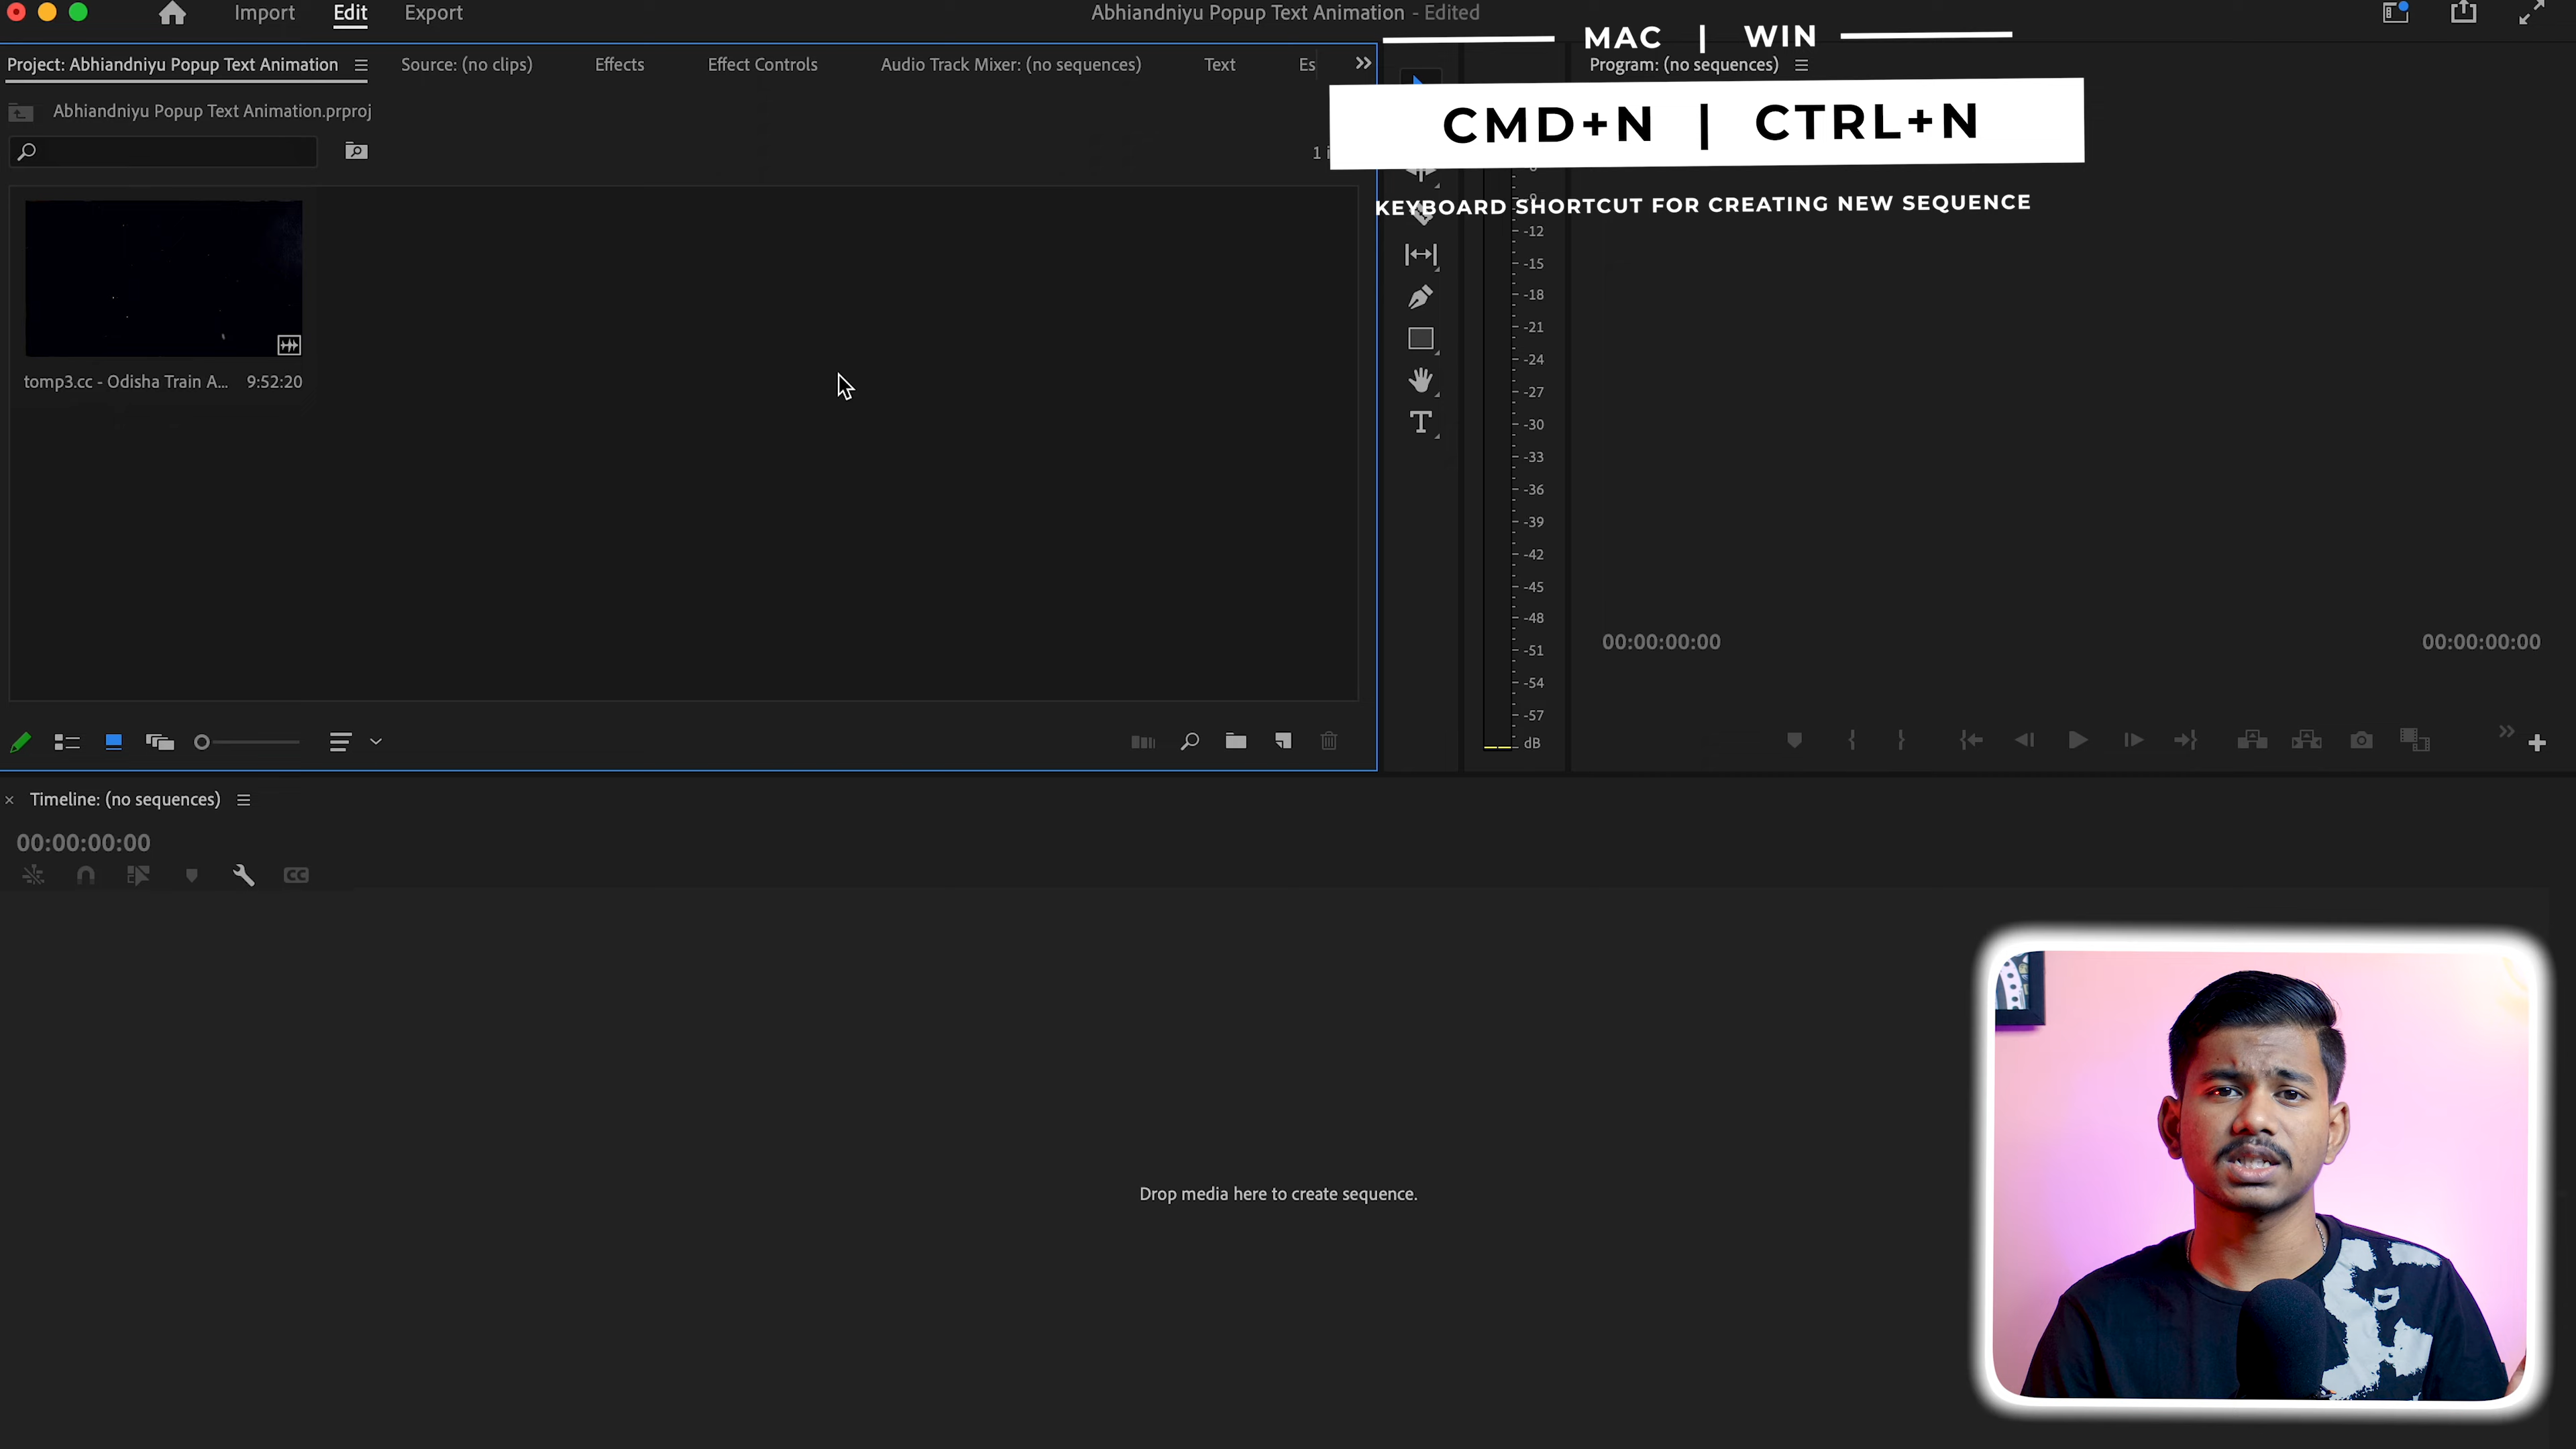 Import Edit Export
Abhiandniyu Popup Text Animation - Edited
MAC | WIN
Project: Abhiandniyu Popup Text Animation
Source: (no clips)
Effects
Effect Controls
Audio Track Mixer: (no sequences)
Text
Es
Program: (no sequences)
Abhiandniyu Popup Text Animation.prproj
CMD+N | CTRL+N
KEYBOARD SHORTCUT FOR CREATING NEW SEQUENCE
tomp3.cc - Odisha Train A... 9:52:20
-12
-15
-18
-21
-24
-27
-30
-33
-36
-39
-42
-45
-48
-51
-54
-57
dB
00:00:00:00
00:00:00:00
Timeline: (no sequences)
00:00:00:00
CC
Drop media here to create sequence.